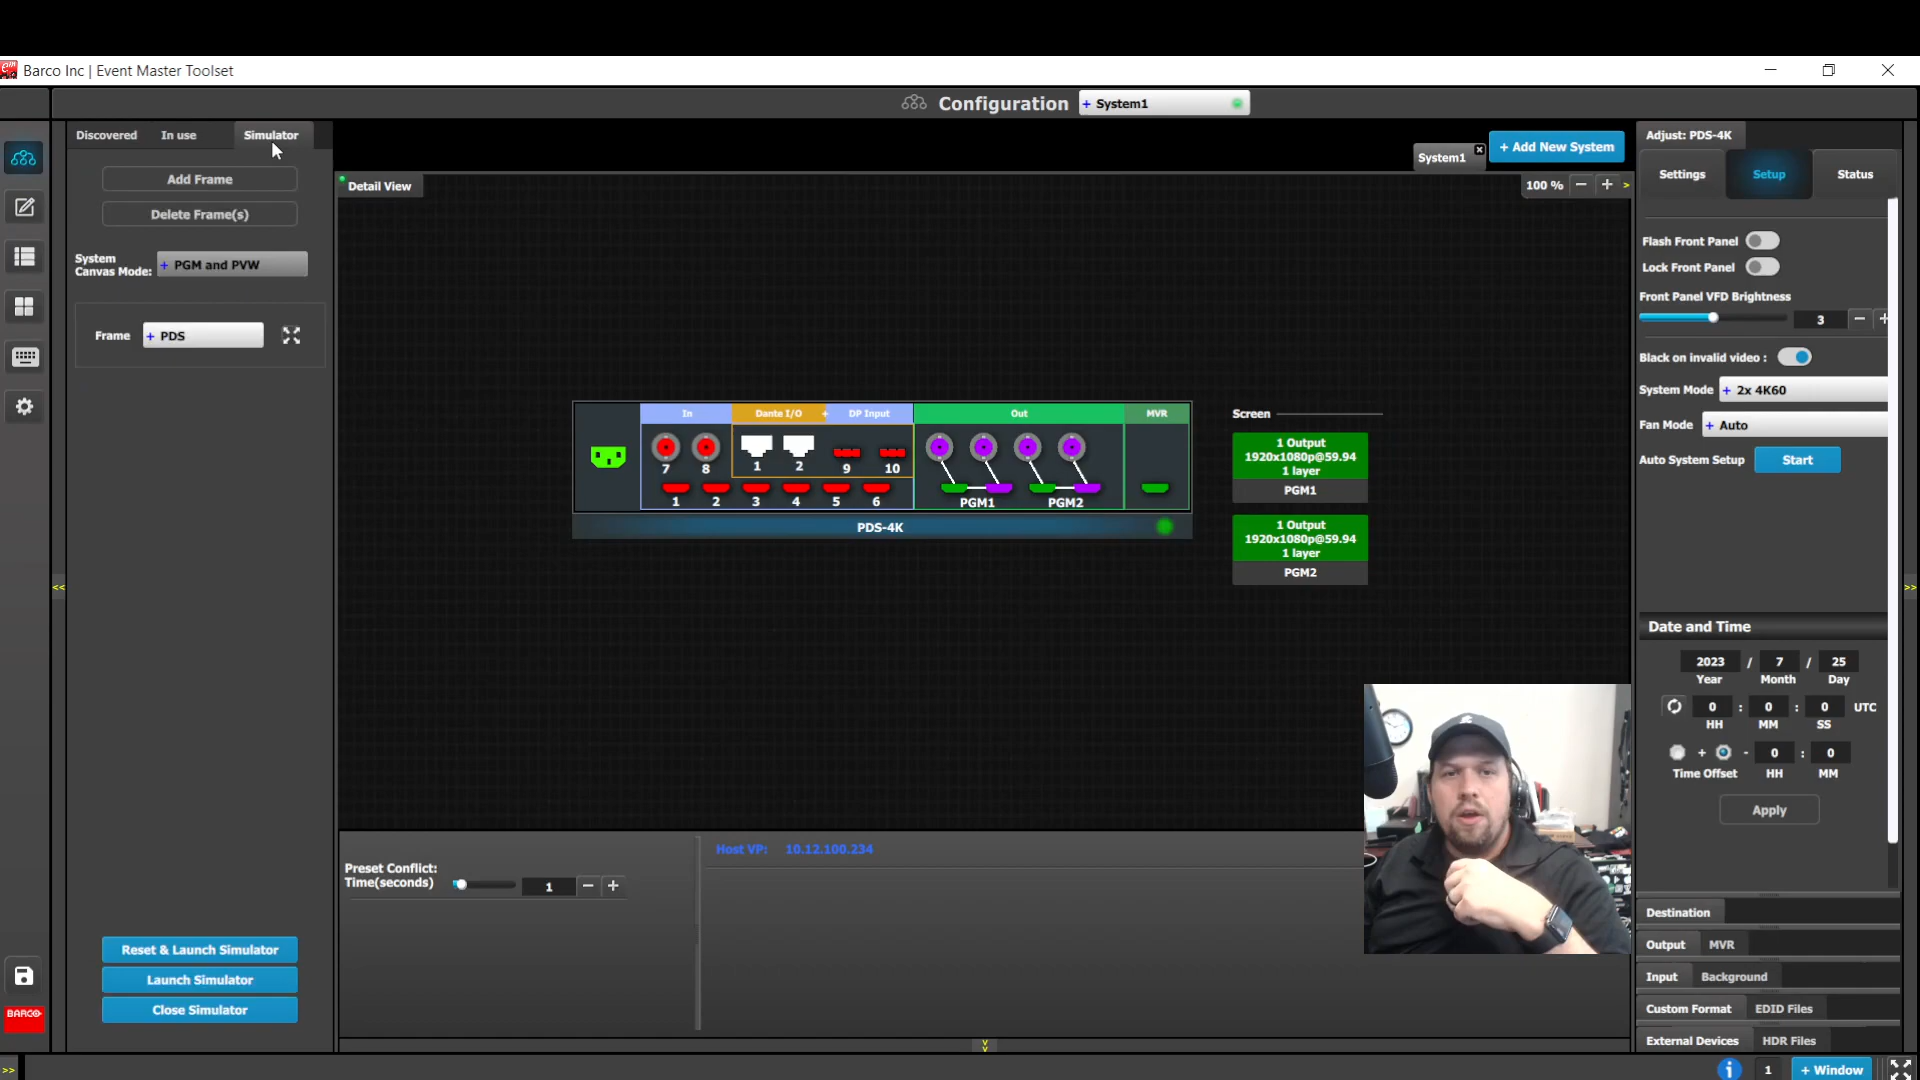 Barco Inc | Event Master Toolset
Configuration
+ System1
Discovered
In use
Simulator
Add Frame
Delete Frame(s)
System
Canvas Mode:
+ PGM and PVW
Frame
+ PDS
Reset & Launch Simulator
Launch Simulator
Close Simulator
BARCO
>>
<<
System1
+ Add New System
Detail View
100 %
− +
>
In
Dante I/O
+
DP Input
Out
MVR
7 8
1 2
9 10
1 2 3 4 5 6
PGM1
PGM2
PDS-4K
Screen
1 Output
1920x1080p@59.94
1 layer
PGM1
1 Output
1920x1080p@59.94
1 layer
PGM2
Preset Conflict:
Time(seconds)
1
− +
Host VP: 10.12.100.234
Adjust: PDS-4K
Settings
Setup
Status
Flash Front Panel
Lock Front Panel
Front Panel VFD Brightness
3
− +
Black on invalid video :
System Mode
+ 2x 4K60
Fan Mode
+ Auto
Auto System Setup
Start
>>
Date and Time
2023 / 7 / 25
Year Month Day
0 : 0 : 0 UTC
HH MM SS
+ - 0 : 0
Time Offset HH MM
Apply
Destination
Output MVR
Input Background
Custom Format EDID Files
External Devices HDR Files
i
1
+ Window